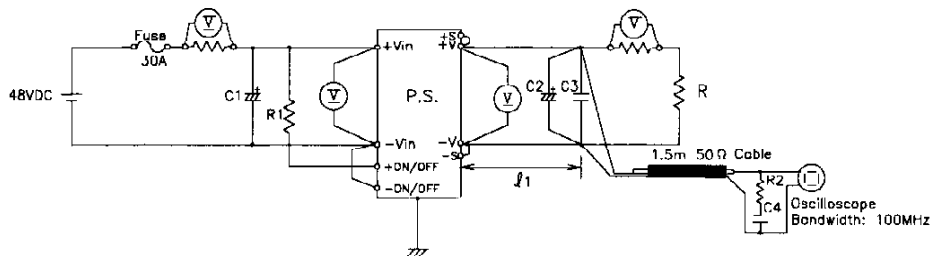 Fuse
30A
V
48VDC
C1
R1
V
+Vin
-Vin
+ON/OFF
-ON/OFF
P.S.
+S
+V
-V
-S
V
C2
C3
V
R
ℓ1
1.5m 50Ω Cable
R2
C4
Oscilloscope
Bandwidth: 100MHz